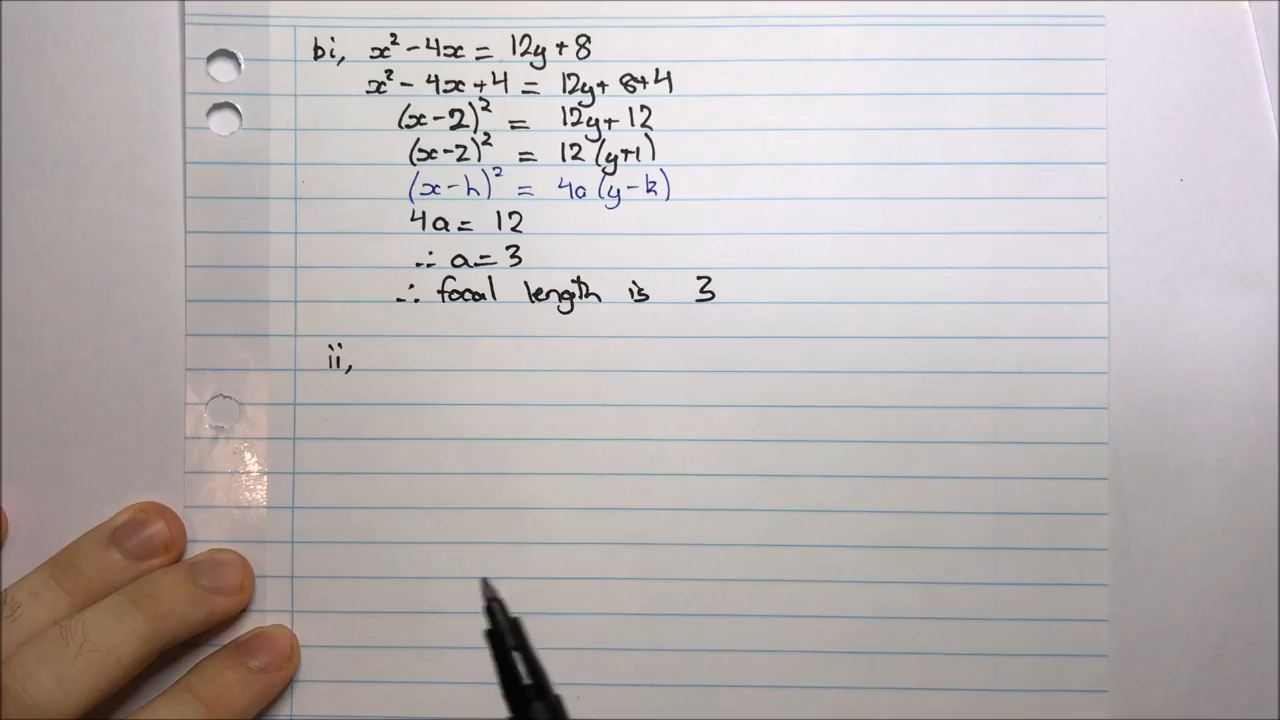 bi, x² - 4x = 12y + 8
x² - 4x + 4 = 12y + 8 + 4
(x - 2)² = 12y + 12
(x - 2)² = 12 (y + 1)
(x - h)² = 4a (y - k)
4a = 12
∴ a = 3
∴ focal length is 3
ii,